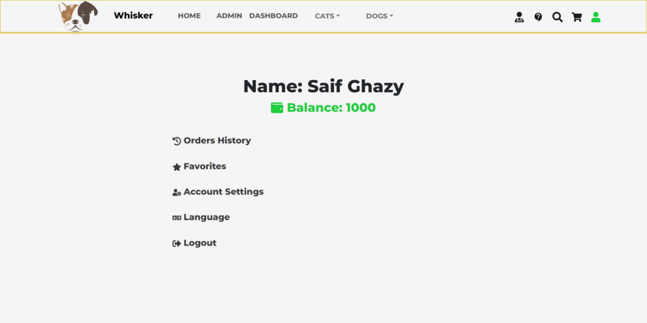 Whisker HOME ADMIN DASHBOARD CATS DOGS
Name: Saif Ghazy
Balance: 1000
Orders History
Favorites
Account Settings
Language
Logout